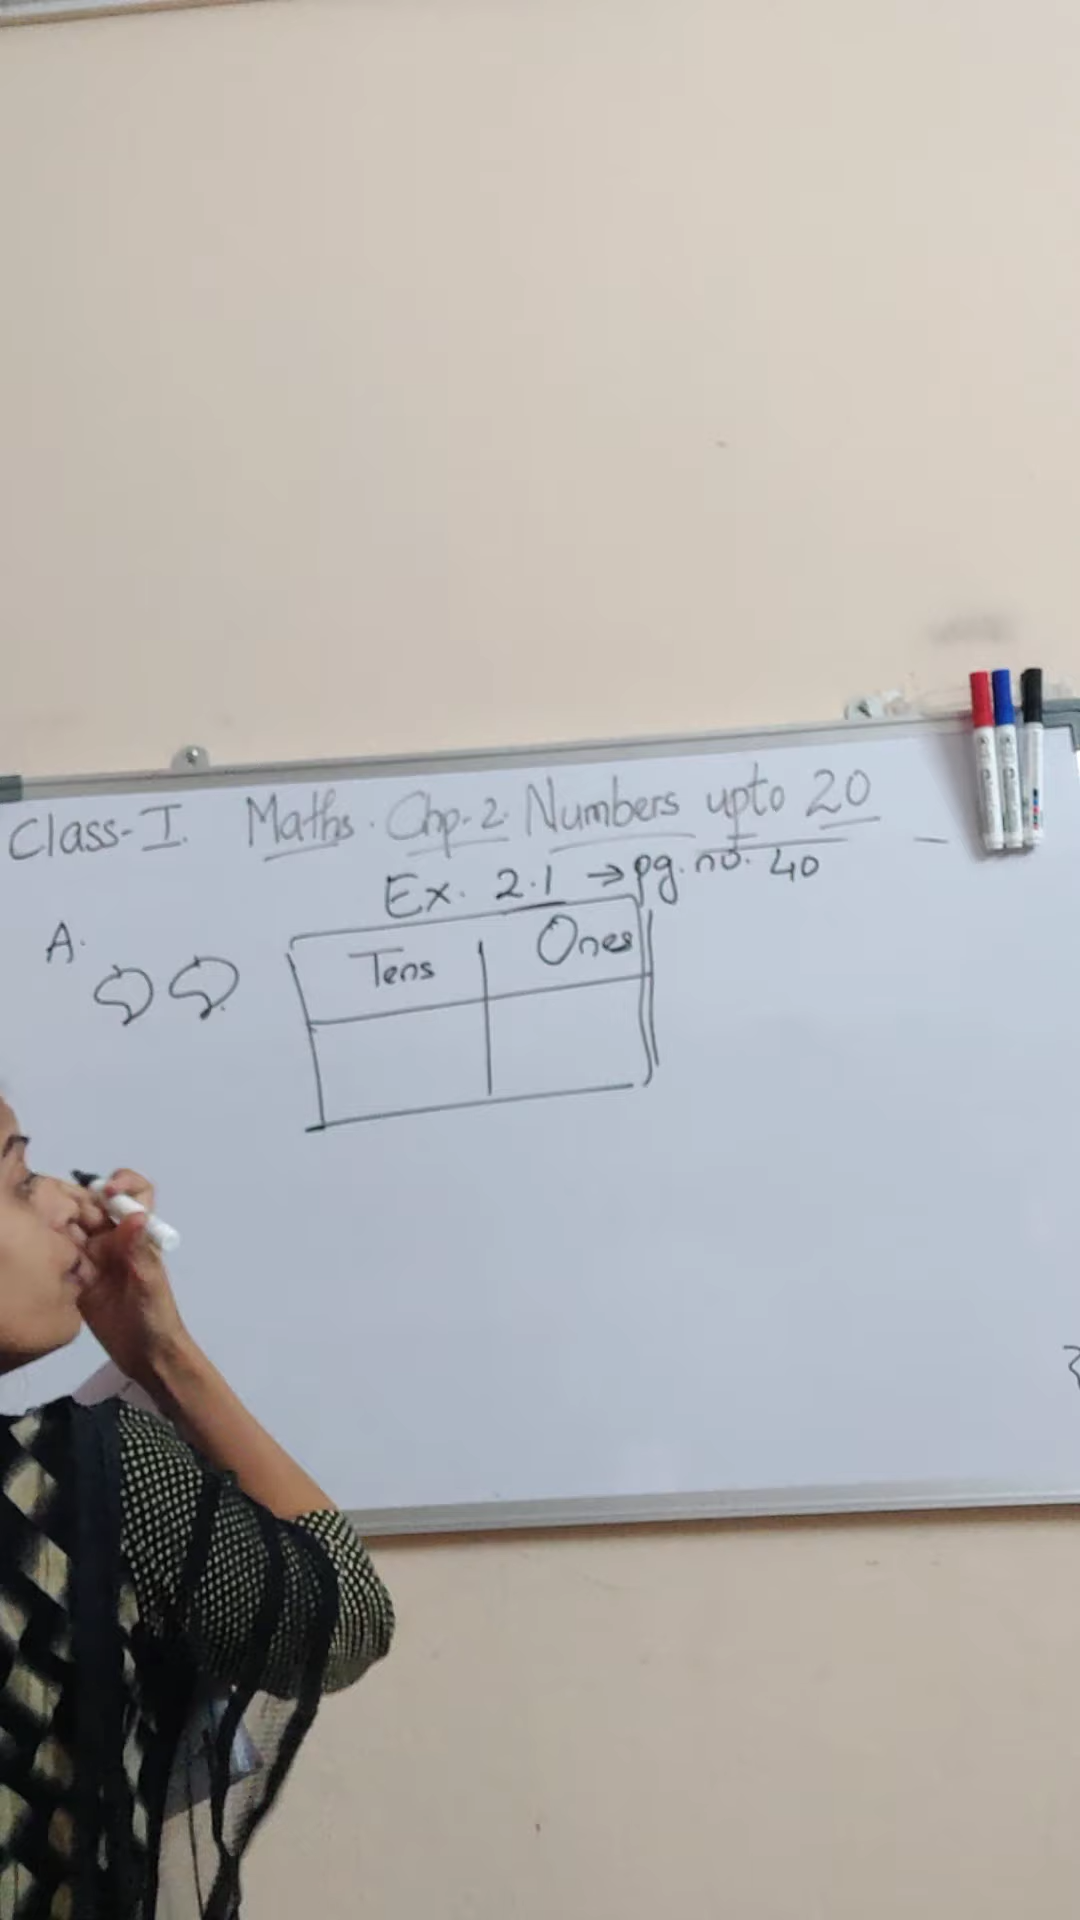 Class-I. Maths. Chp-2. Numbers upto 20
Ex. 2.1 → pg. no. 40
A.
Tens Ones